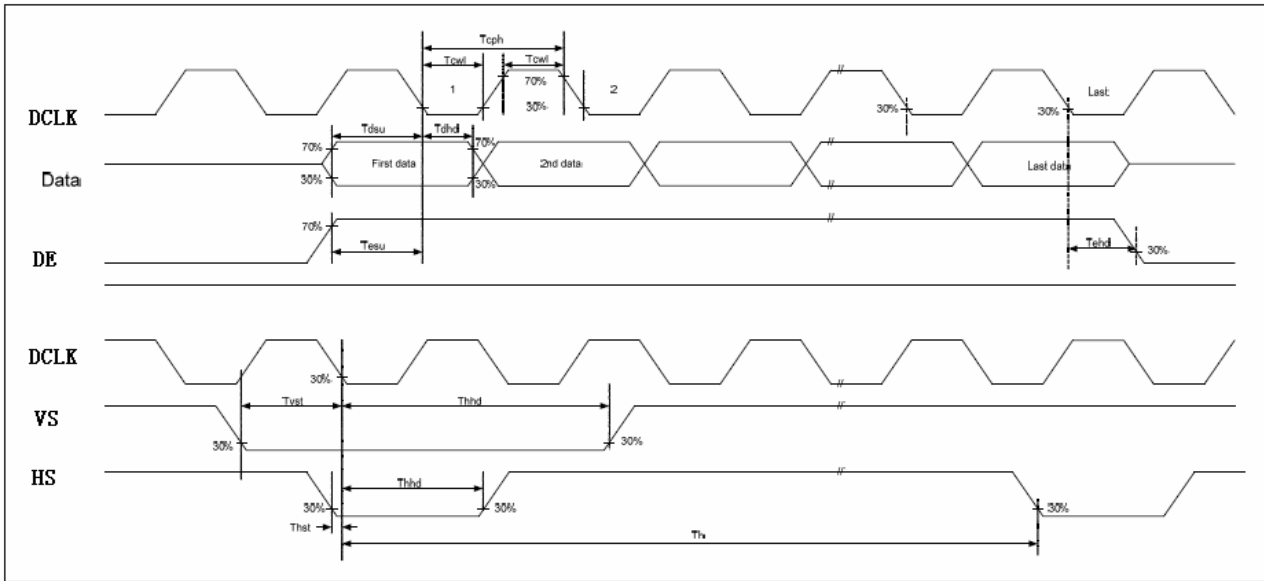 Tcph
Tcwl
Tcwl
70%
30%
1
2
30%
30%
Last
DCLK
Tdsu
Tdhd
70%
70%
First data
2nd data
Last data
30%
30%
Data
70%
Tesu
Tehd
30%
DE
DCLK
30%
Tvst
Thhd
VS
30%
30%
HS
Thhd
30%
30%
30%
Thst
Th